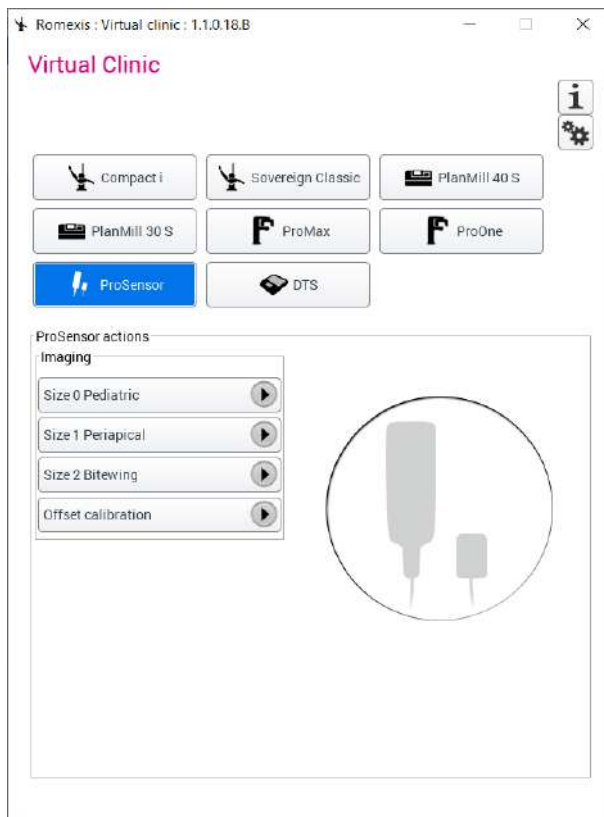 Romexis : Virtual clinic : 1.1.0.18.B
Virtual Clinic
i
Compact i
Sovereign Classic
PlanMill 40 S
PlanMill 30 S
ProMax
ProOne
ProSensor
DTS
ProSensor actions
Imaging
Size 0 Pediatric
Size 1 Periapical
Size 2 Bitewing
Offset calibration